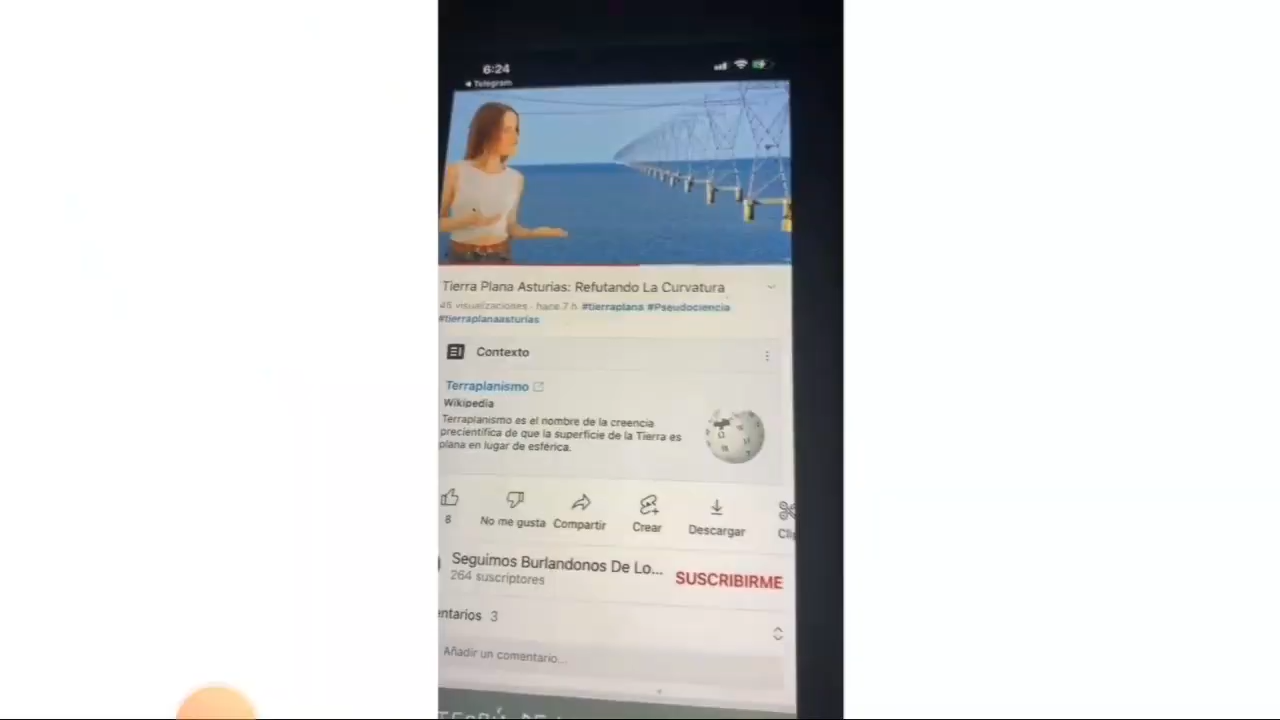 6:24
Telegram
Tierra Plana Asturias: Refutando La Curvatura
45 visualizaciones · hace 7 h #tierraplana #Pseudociencia
#tierraplanaasturias
Contexto
Terraplanismo
Wikipedia
Terraplanismo es el nombre de la creencia
precientífica de que la superficie de la Tierra es
plana en lugar de esférica.
6
No me gusta
Compartir
Crear
Descargar
Cli
Seguimos Burlandonos De Lo...
264 suscriptores
SUSCRIBIRME
entarios 3
Añadir un comentario...